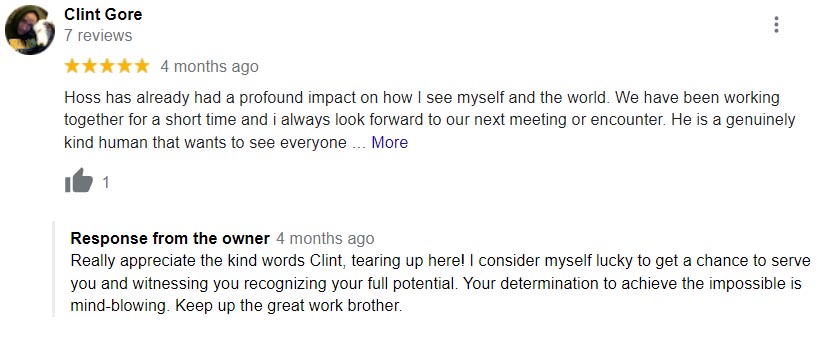 Clint Gore
7 reviews
4 months ago
Hoss has already had a profound impact on how I see myself and the world. We have been working
together for a short time and i always look forward to our next meeting or encounter. He is a genuinely
kind human that wants to see everyone ... More
1
Response from the owner 4 months ago
Really appreciate the kind words Clint, tearing up here! I consider myself lucky to get a chance to serve
you and witnessing you recognizing your full potential. Your determination to achieve the impossible is
mind-blowing. Keep up the great work brother.